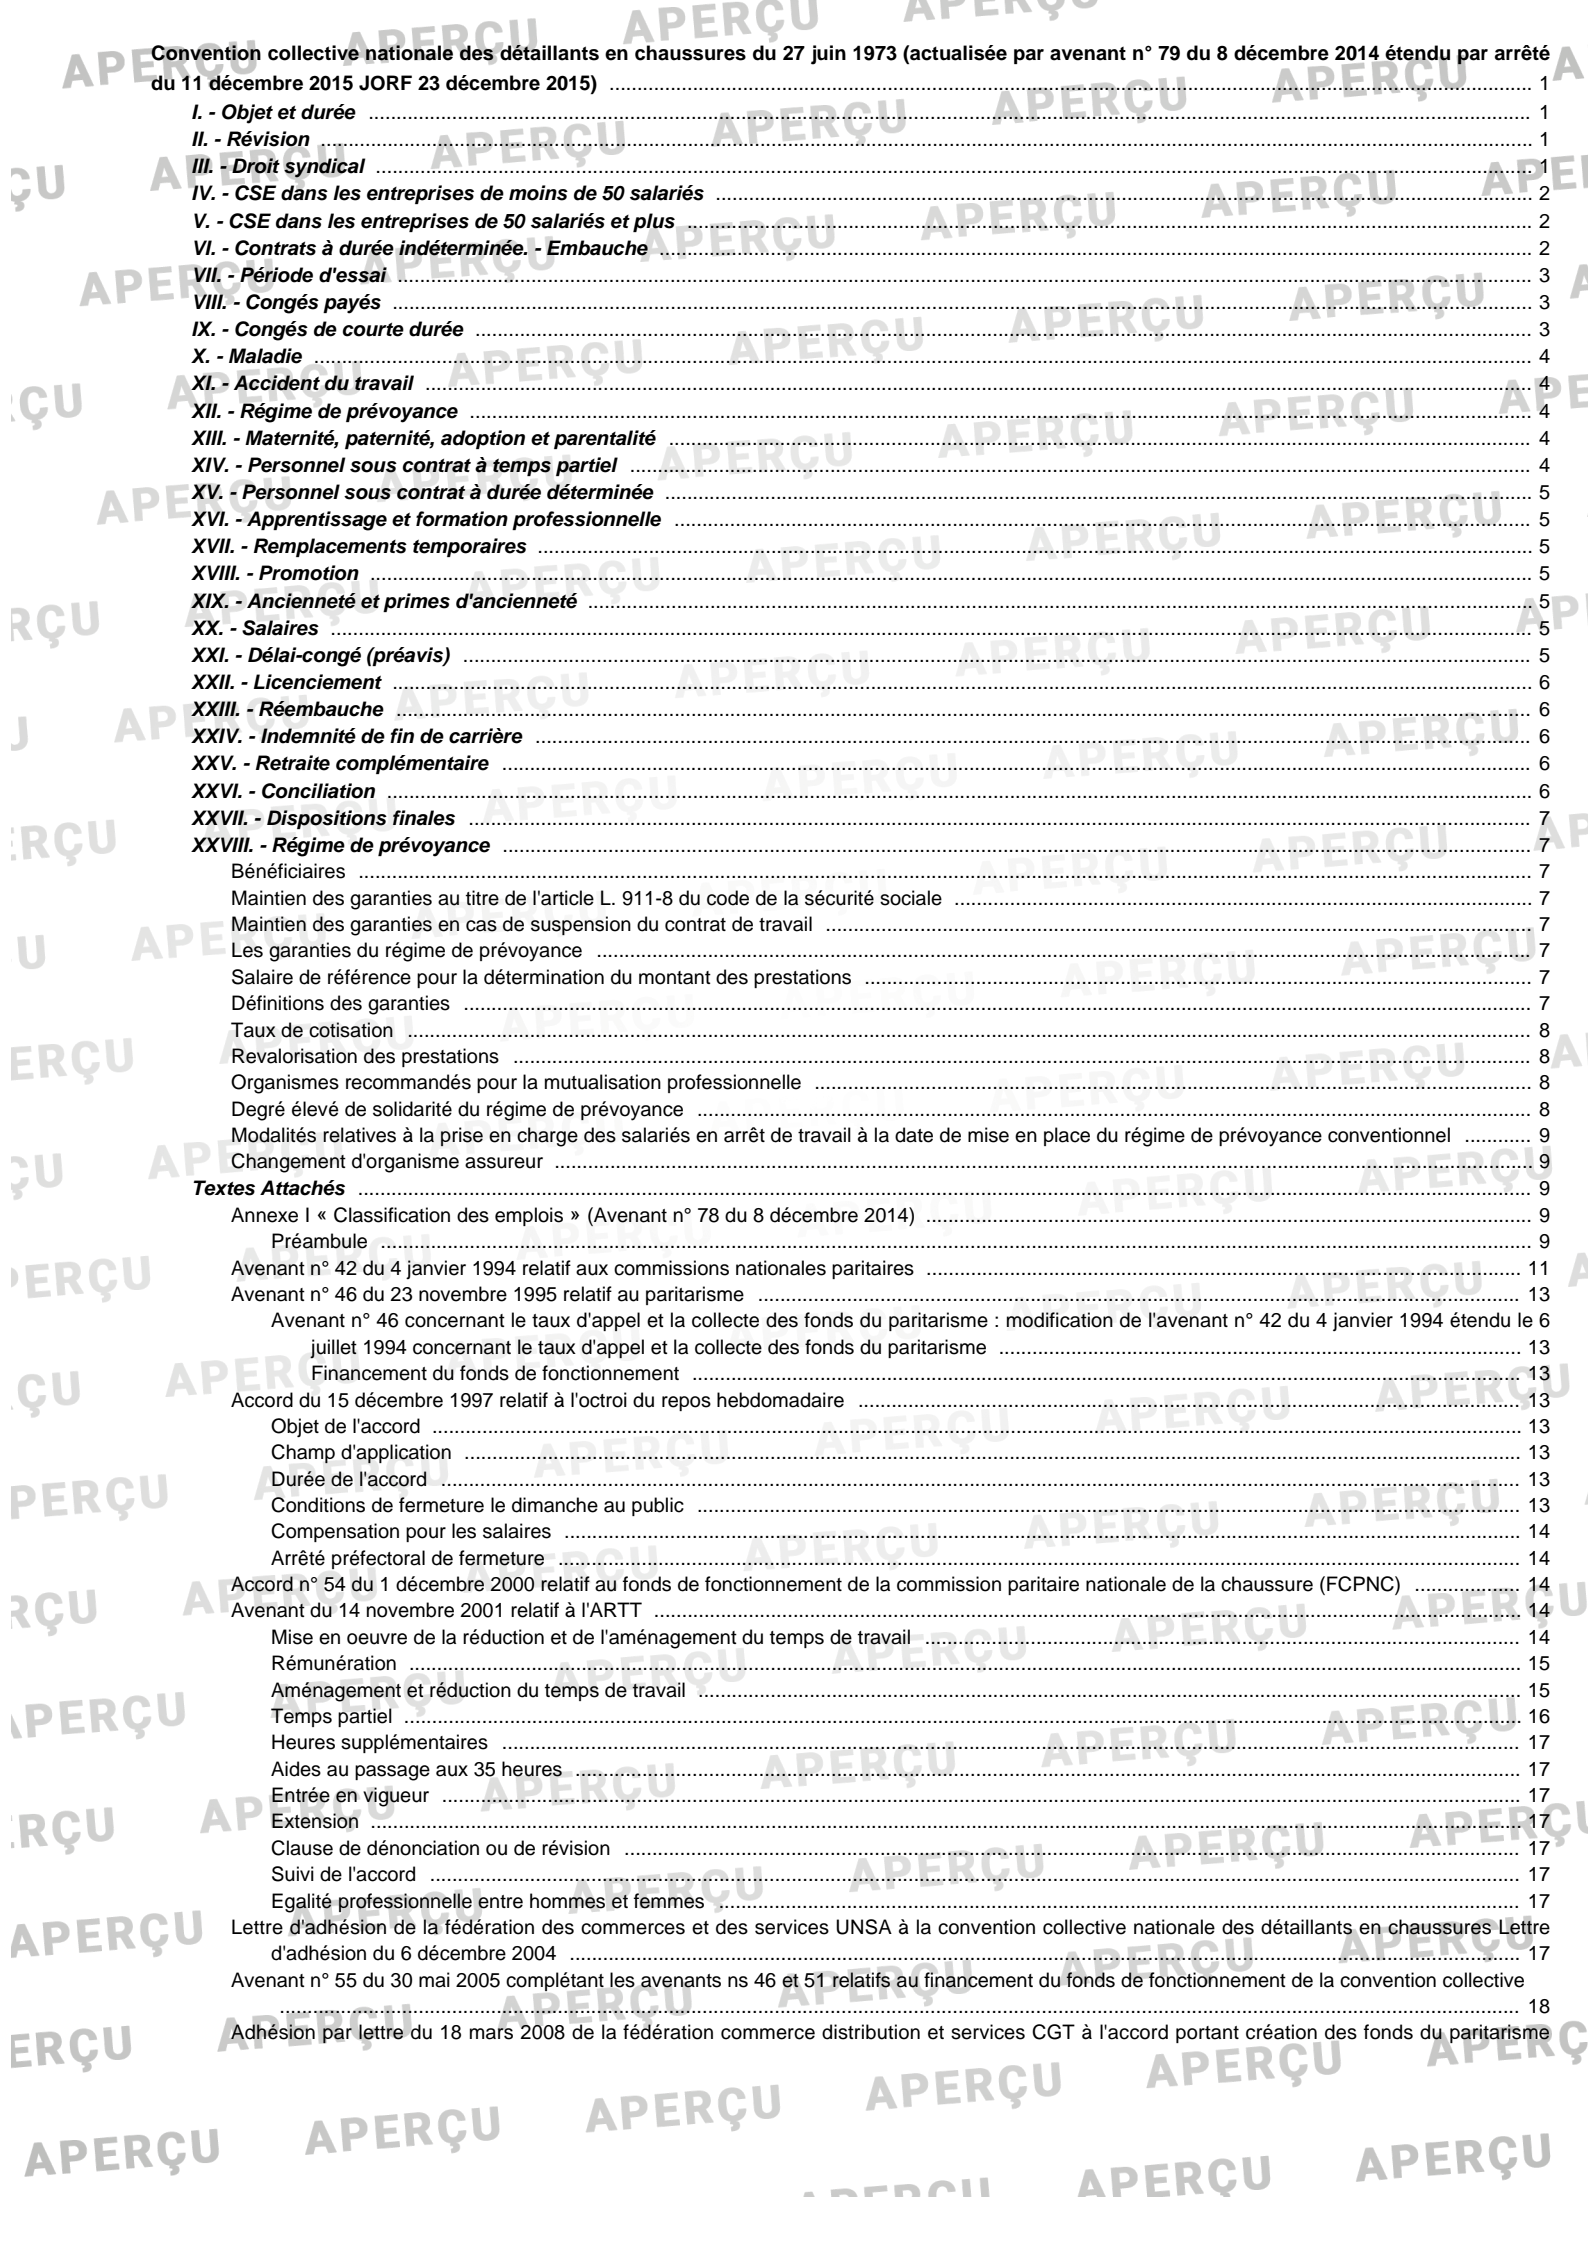 Convention collective nationale des détaillants en chaussures du 27 juin 1973 (actualisée par avenant n° 79 du 8 décembre 2014 étendu par arrêté
du 11 décembre 2015 JORF 23 décembre 2015) 1
I. - Objet et durée 1
II. - Révision 1
III. - Droit syndical 1
IV. - CSE dans les entreprises de moins de 50 salariés 2
V. - CSE dans les entreprises de 50 salariés et plus 2
VI. - Contrats à durée indéterminée. - Embauche 2
VII. - Période d'essai 3
VIII. - Congés payés 3
IX. - Congés de courte durée 3
X. - Maladie 4
XI. - Accident du travail 4
XII. - Régime de prévoyance 4
XIII. - Maternité, paternité, adoption et parentalité 4
XIV. - Personnel sous contrat à temps partiel 4
XV. - Personnel sous contrat à durée déterminée 5
XVI. - Apprentissage et formation professionnelle 5
XVII. - Remplacements temporaires 5
XVIII. - Promotion 5
XIX. - Ancienneté et primes d'ancienneté 5
XX. - Salaires 5
XXI. - Délai-congé (préavis) 5
XXII. - Licenciement 6
XXIII. - Réembauche 6
XXIV. - Indemnité de fin de carrière 6
XXV. - Retraite complémentaire 6
XXVI. - Conciliation 6
XXVII. - Dispositions finales 7
XXVIII. - Régime de prévoyance 7
Bénéficiaires 7
Maintien des garanties au titre de l'article L. 911-8 du code de la sécurité sociale 7
Maintien des garanties en cas de suspension du contrat de travail 7
Les garanties du régime de prévoyance 7
Salaire de référence pour la détermination du montant des prestations 7
Définitions des garanties 7
Taux de cotisation 8
Revalorisation des prestations 8
Organismes recommandés pour la mutualisation professionnelle 8
Degré élevé de solidarité du régime de prévoyance 8
Modalités relatives à la prise en charge des salariés en arrêt de travail à la date de mise en place du régime de prévoyance conventionnel 9
Changement d'organisme assureur 9
Textes Attachés 9
Annexe I « Classification des emplois » (Avenant n° 78 du 8 décembre 2014) 9
Préambule 9
Avenant n° 42 du 4 janvier 1994 relatif aux commissions nationales paritaires 11
Avenant n° 46 du 23 novembre 1995 relatif au paritarisme 13
Avenant n° 46 concernant le taux d'appel et la collecte des fonds du paritarisme : modification de l'avenant n° 42 du 4 janvier 1994 étendu le 6
juillet 1994 concernant le taux d'appel et la collecte des fonds du paritarisme 13
Financement du fonds de fonctionnement 13
Accord du 15 décembre 1997 relatif à l'octroi du repos hebdomadaire 13
Objet de l'accord 13
Champ d'application 13
Durée de l'accord 13
Conditions de fermeture le dimanche au public 13
Compensation pour les salaires 14
Arrêté préfectoral de fermeture 14
Accord n° 54 du 1 décembre 2000 relatif au fonds de fonctionnement de la commission paritaire nationale de la chaussure (FCPNC) 14
Avenant du 14 novembre 2001 relatif à l'ARTT 14
Mise en oeuvre de la réduction et de l'aménagement du temps de travail 14
Rémunération 15
Aménagement et réduction du temps de travail 15
Temps partiel 16
Heures supplémentaires 17
Aides au passage aux 35 heures 17
Entrée en vigueur 17
Extension 17
Clause de dénonciation ou de révision 17
Suivi de l'accord 17
Egalité professionnelle entre hommes et femmes 17
Lettre d'adhésion de la fédération des commerces et des services UNSA à la convention collective nationale des détaillants en chaussures Lettre
d'adhésion du 6 décembre 2004 17
Avenant n° 55 du 30 mai 2005 complétant les avenants ns 46 et 51 relatifs au financement du fonds de fonctionnement de la convention collective
18
Adhésion par lettre du 18 mars 2008 de la fédération commerce distribution et services CGT à l'accord portant création des fonds du paritarisme
APERÇU